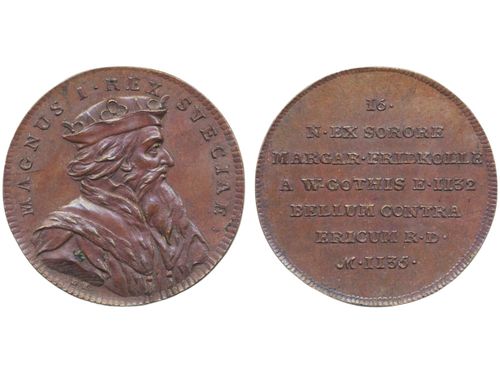 MAGNUS I · REX SVECIAE ·
16 ·
N · EX SORORE
MARGAR · FRIDKOLLE
A W · GOTHIS E · 1132
BELLUM CONTRA
ERICUM R · D ·
M · 1135 ·